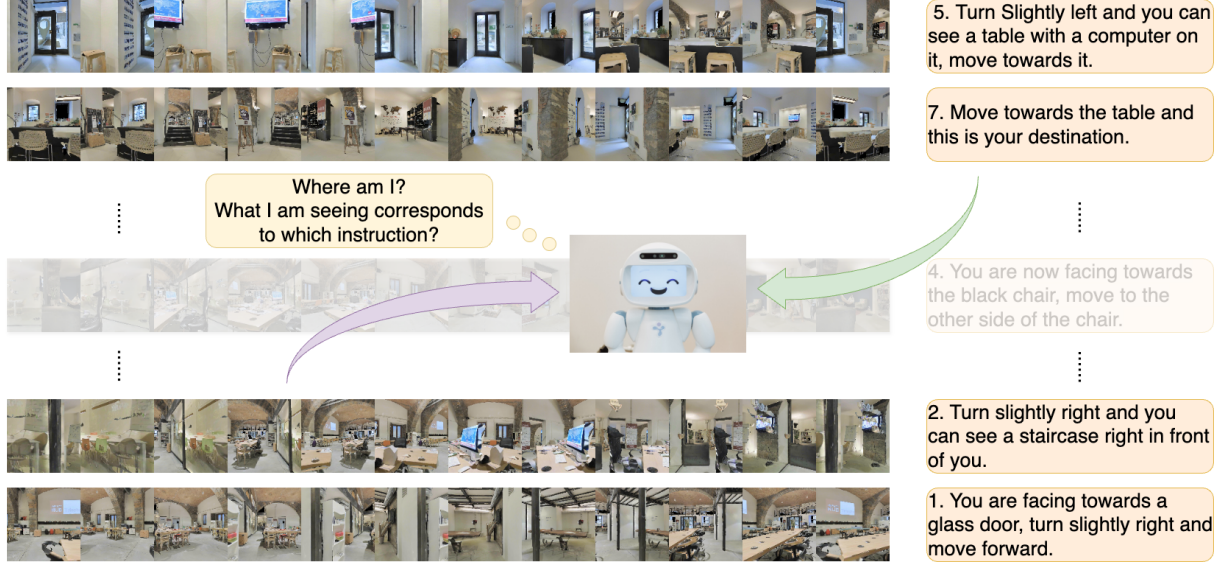 5. Turn Slightly left and you can
see a table with a computer on
it, move towards it.
7. Move towards the table and
this is your destination.
Where am I?
What I am seeing corresponds
to which instruction?
4. You are now facing towards
the black chair, move to the
other side of the chair.
2. Turn slightly right and you
can see a staircase right in front
of you.
1. You are facing towards a
glass door, turn slightly right and
move forward.